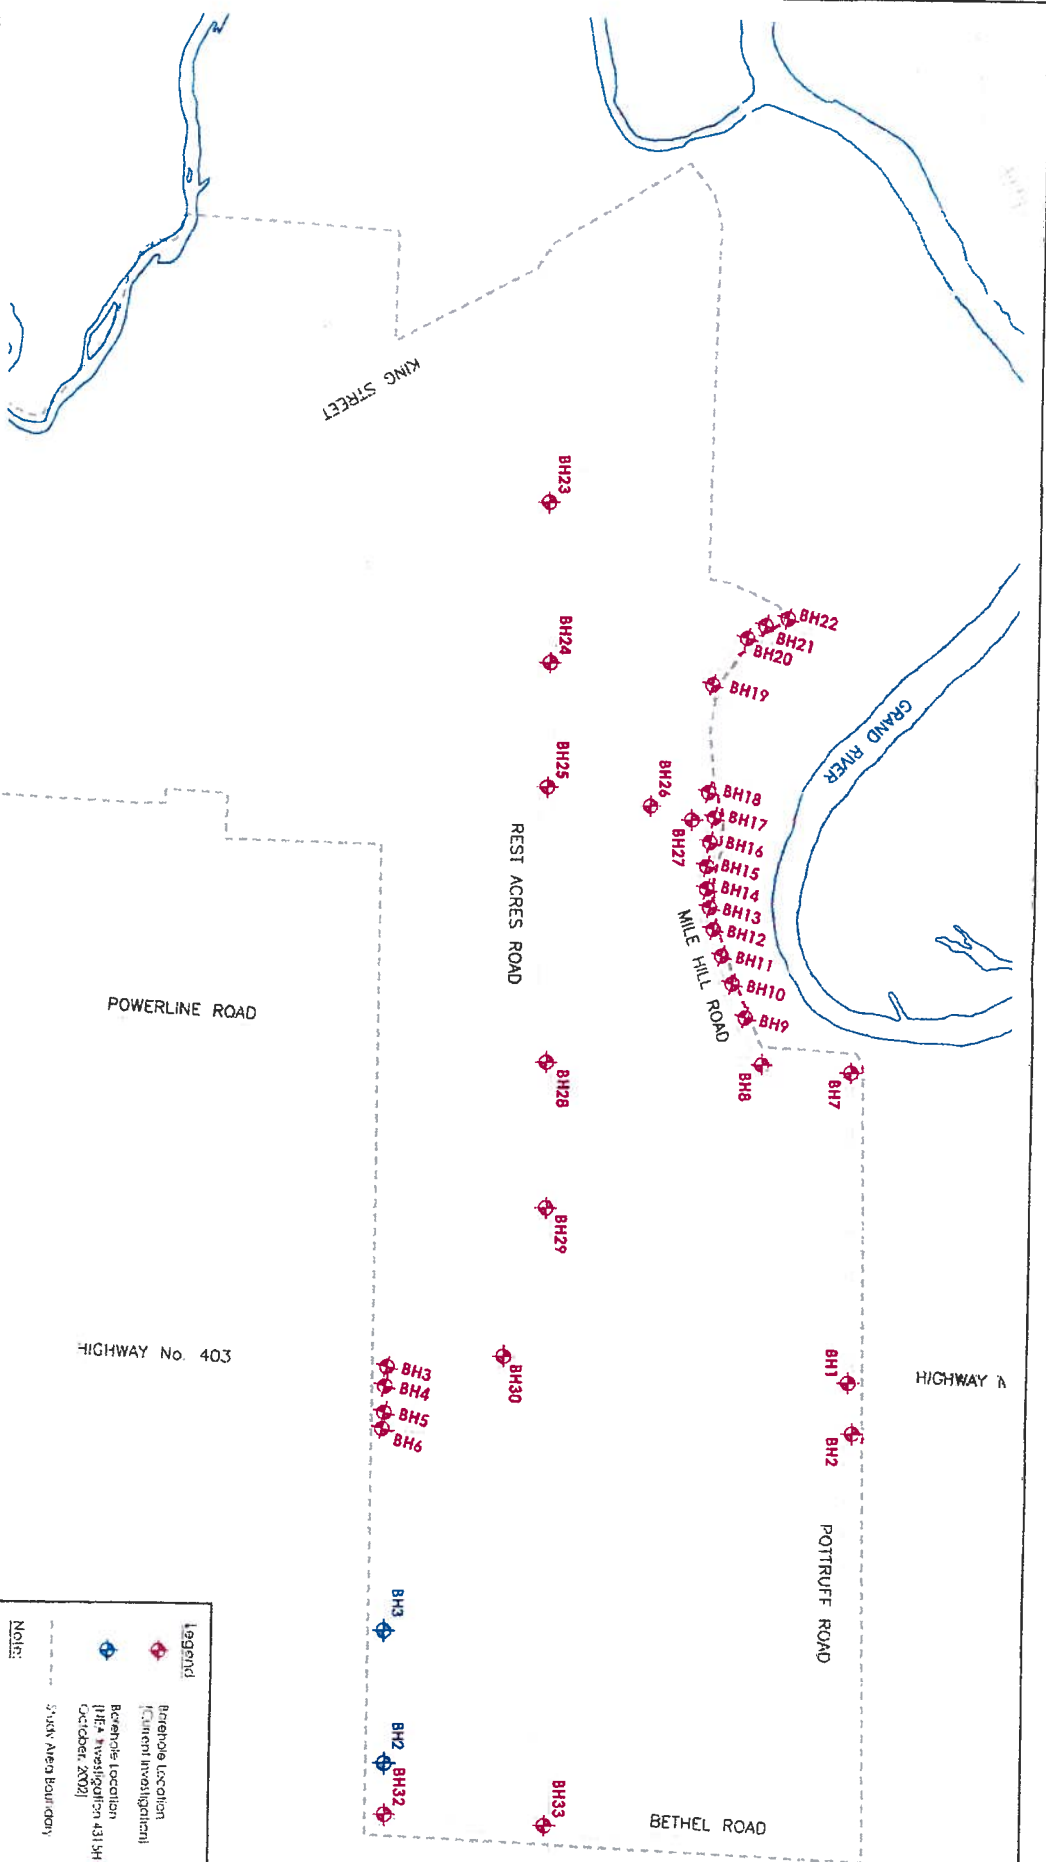 KING STREET
BH23
BH24
BH22
BH21
BH20
BH19
GRAND RIVER
BH25
BH26
BH18
BH17
BH27
BH16
BH15
BH14
BH13
BH12
BH11
BH10
BH9
MILE HILL ROAD
REST ACRES ROAD
POWERLINE ROAD
BH8
BH7
BH28
BH29
HIGHWAY No. 403
BH3
BH4
BH5
BH6
BH30
BH1
HIGHWAY
BH2
POTTRUFF ROAD
BH3
BH2
BH32
BH33
BETHEL ROAD
Legend
Borehole Location
(Current Investigation)
Borehole Location
Investigation 4315H
October, 2002)
Study Area Boundary
Note: